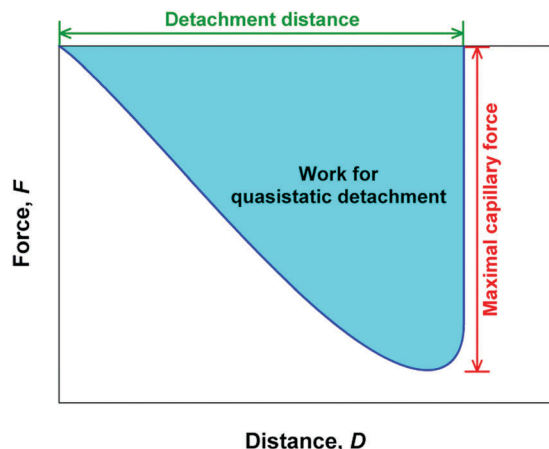 Detachment distance
Work for
quasistatic detachment
Maximal capillary force
Force, F
Distance, D